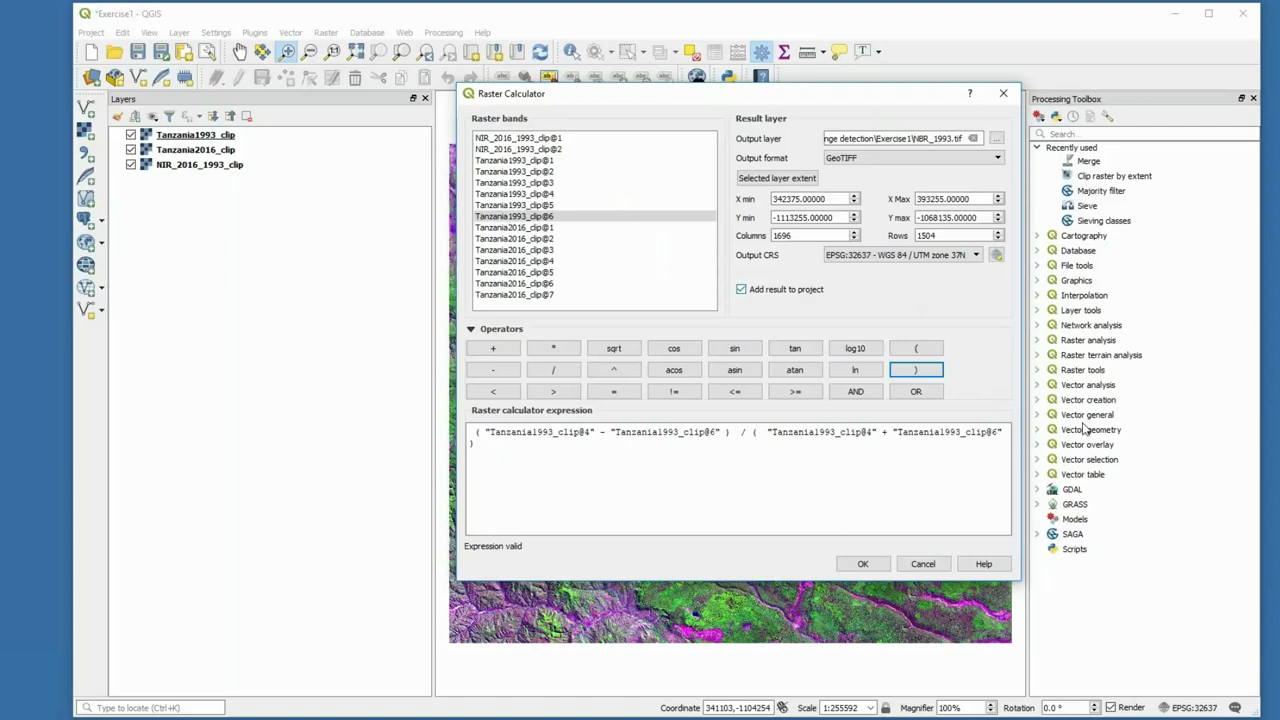 *Exercise1 - QGIS
Project Edit View Layer Settings Plugins Vector Raster Database Web Processing Help
Layers
Tanzania1993_clip
Tanzania2016_clip
NIR_2016_1993_clip
Raster Calculator
?
Raster bands
NIR_2016_1993_clip@1
NIR_2016_1993_clip@2
Tanzania1993_clip@1
Tanzania1993_clip@2
Tanzania1993_clip@3
Tanzania1993_clip@4
Tanzania1993_clip@5
Tanzania1993_clip@6
Tanzania2016_clip@1
Tanzania2016_clip@2
Tanzania2016_clip@3
Tanzania2016_clip@4
Tanzania2016_clip@5
Tanzania2016_clip@6
Tanzania2016_clip@7
Result layer
Output layer nge detection\Exercise1\NBR_1993.tif ...
Output format GeoTIFF
Selected layer extent
X min 342375.00000 X Max 393255.00000
Y min -1113255.00000 Y max -1068135.00000
Columns 1696 Rows 1504
Output CRS EPSG:32637 - WGS 84 / UTM zone 37N
Add result to project
Operators
+ * sqrt cos sin tan log10 (
- / ^ acos asin atan ln )
< > = != <= >= AND OR
Raster calculator expression
( "Tanzania1993_clip@4" - "Tanzania1993_clip@6" ) / ( "Tanzania1993_clip@4" + "Tanzania1993_clip@6"
)
Expression valid
OK Cancel Help
Processing Toolbox
Search...
Recently used
Merge
Clip raster by extent
Majority filter
Sieve
Sieving classes
Cartography
Database
File tools
Graphics
Interpolation
Layer tools
Network analysis
Raster analysis
Raster terrain analysis
Raster tools
Vector analysis
Vector creation
Vector general
Vector geometry
Vector overlay
Vector selection
Vector table
GDAL
GRASS
Models
SAGA
Scripts
Type to locate (Ctrl+K) Coordinate 341103,-1104254 Scale 1:255592 Magnifier 100% Rotation 0.0 ° Render EPSG:32637